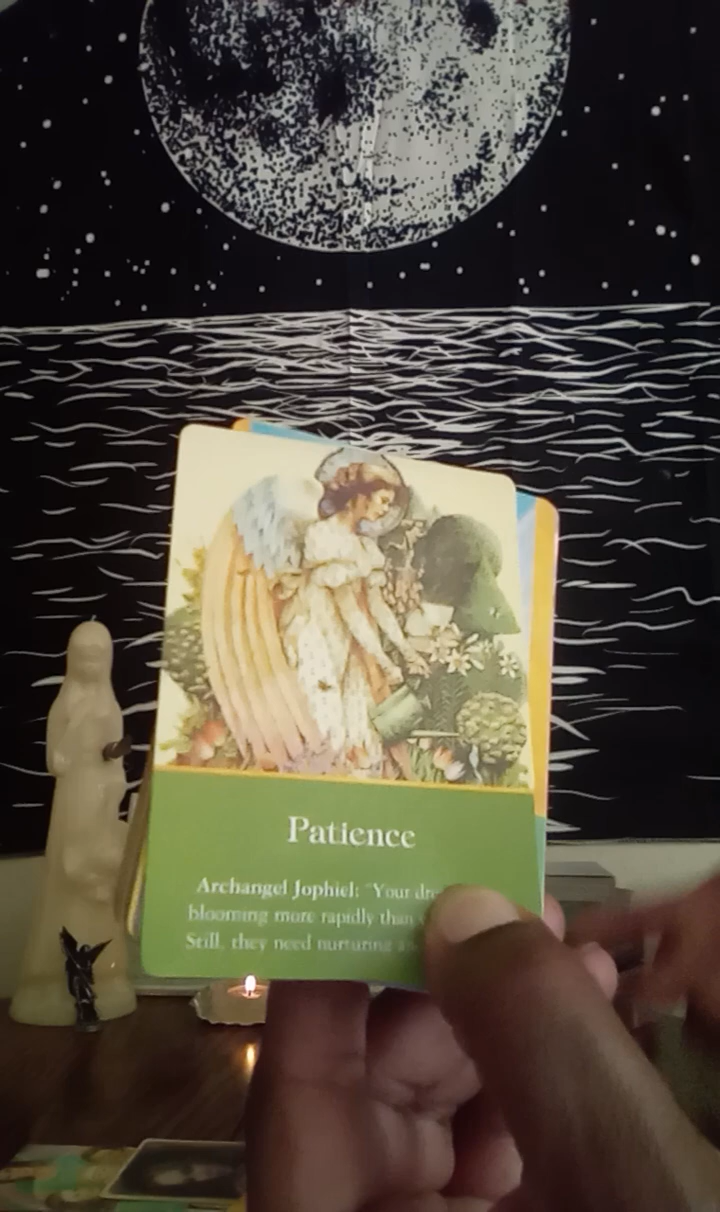 Patience
Archangel Jophiel: "Your
blooming more rapidly than
Still, they need nurturing